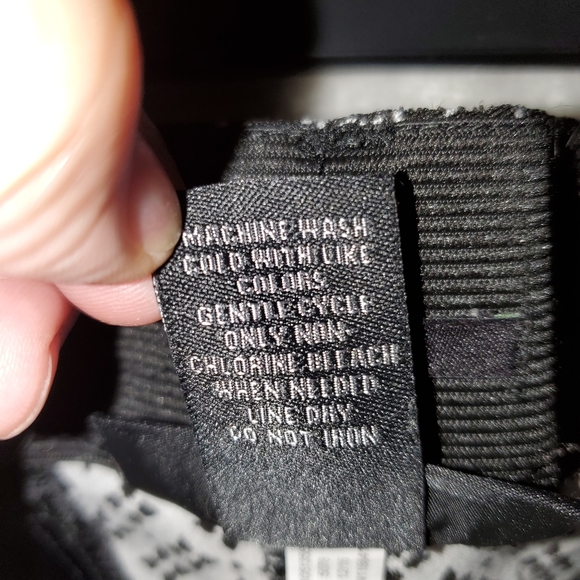 MACHINE WASH
COLD WITH LIKE
COLORS
GENTLE CYCLE
ONLY NON-
CHLORINE BLEACH
WHEN NEEDED
LINE DRY
DO NOT IRON